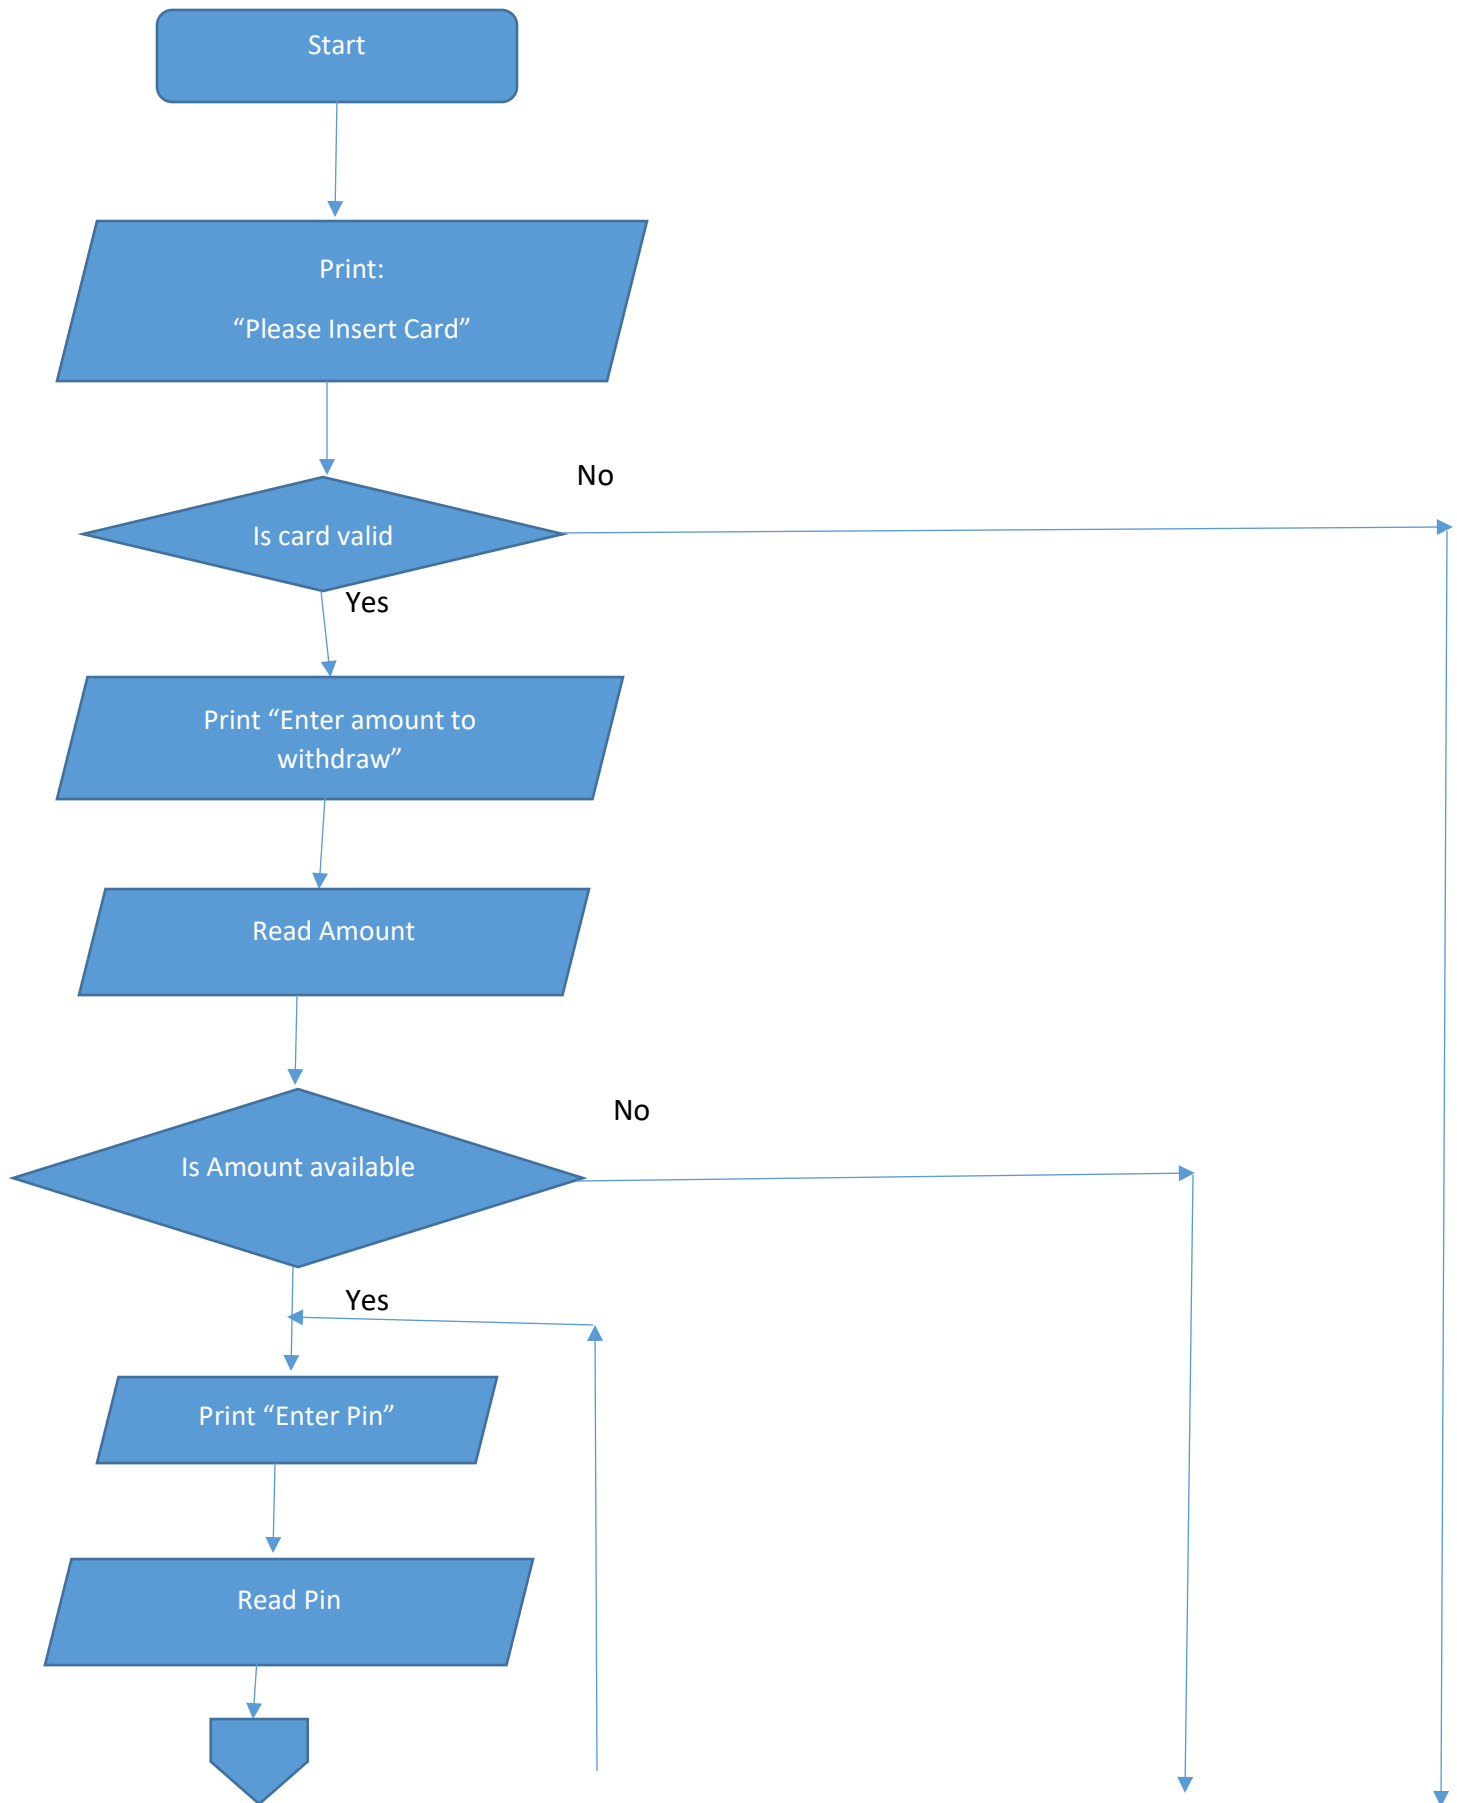 Start
Print:
“Please Insert Card”
No
Is card valid
Yes
Print “Enter amount to
withdraw”
Read Amount
No
Is Amount available
Yes
Print “Enter Pin”
Read Pin